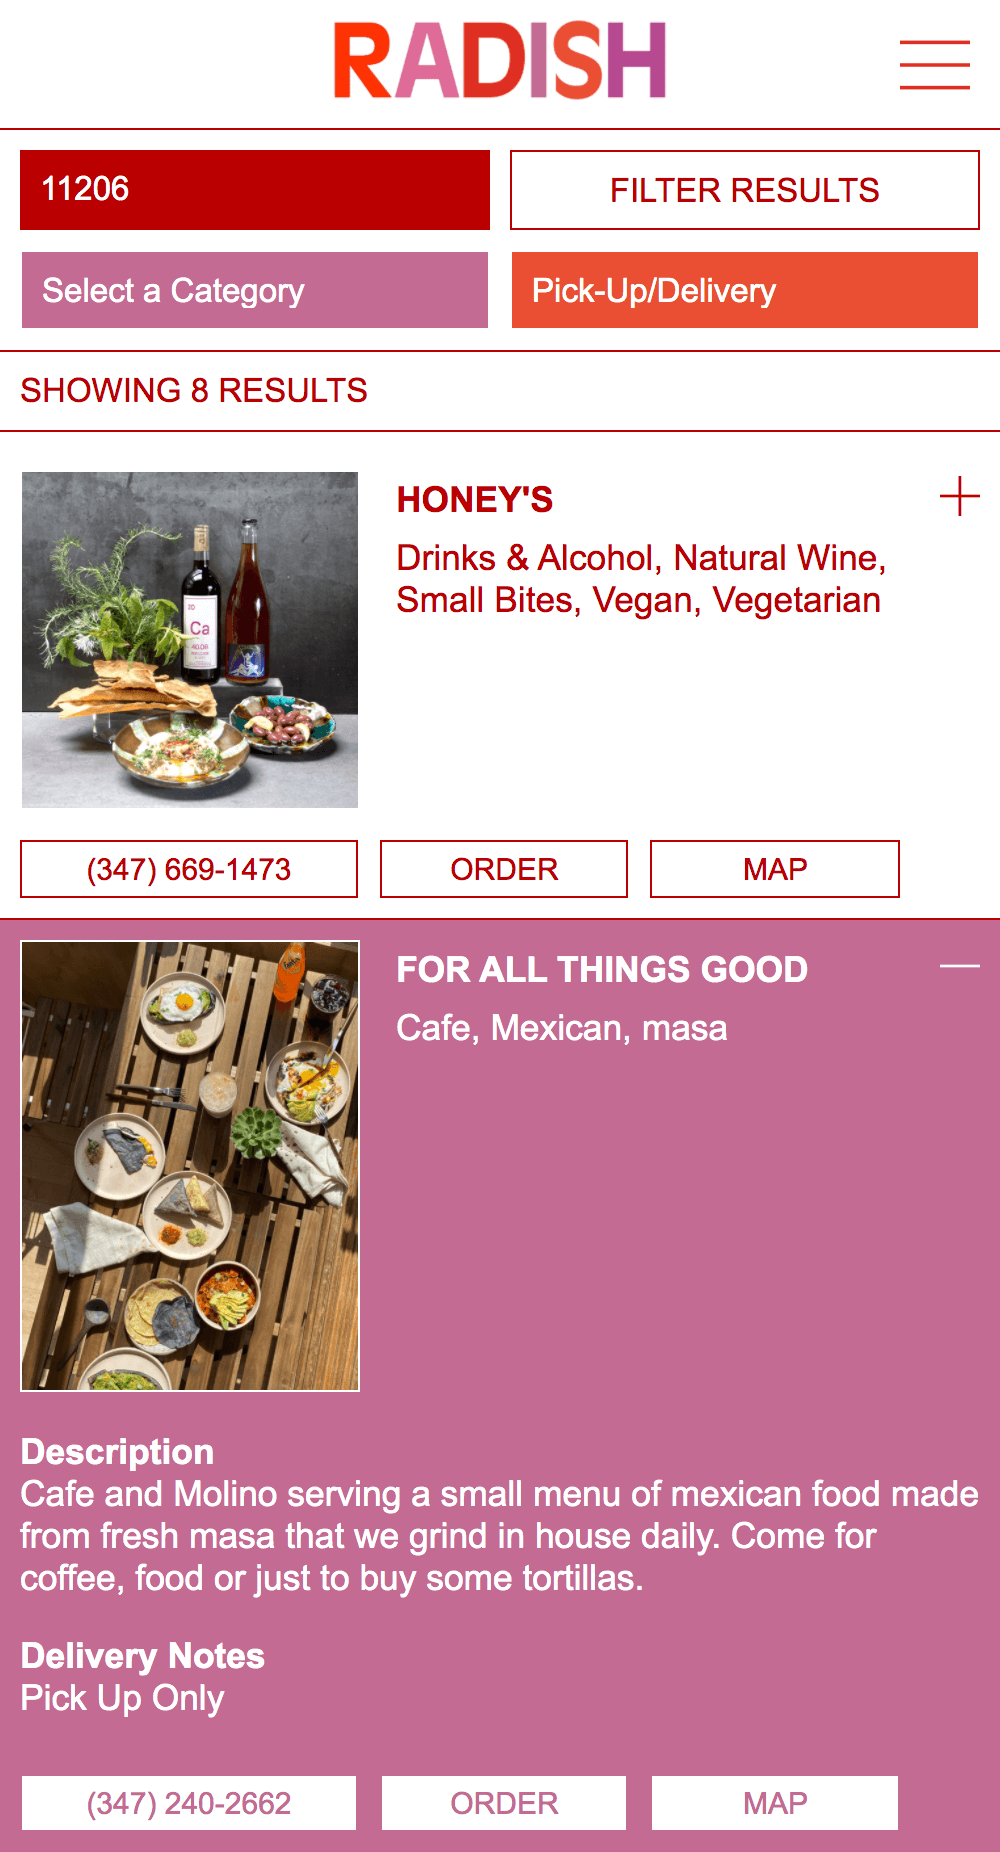 RADISH
11206
FILTER RESULTS
Select a Category
Pick-Up/Delivery
SHOWING 8 RESULTS
HONEY'S
Drinks & Alcohol, Natural Wine,
Small Bites, Vegan, Vegetarian
20
Ca
40.08
(347) 669-1473
ORDER
MAP
FOR ALL THINGS GOOD
Cafe, Mexican, masa
Description
Cafe and Molino serving a small menu of mexican food made
from fresh masa that we grind in house daily. Come for
coffee, food or just to buy some tortillas.
Delivery Notes
Pick Up Only
(347) 240-2662
ORDER
MAP